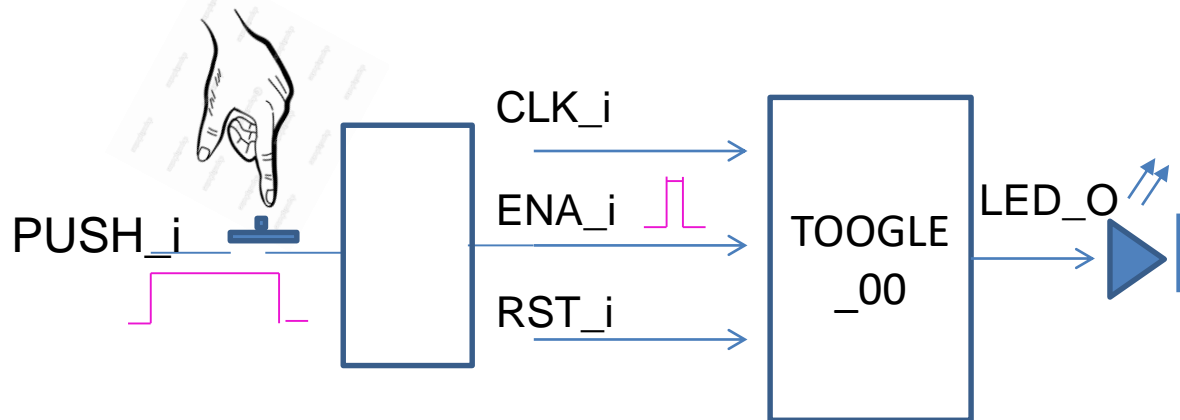 CLK_i
PUSH_i
ENA_i
RST_i
TOOGLE
_00
LED_O